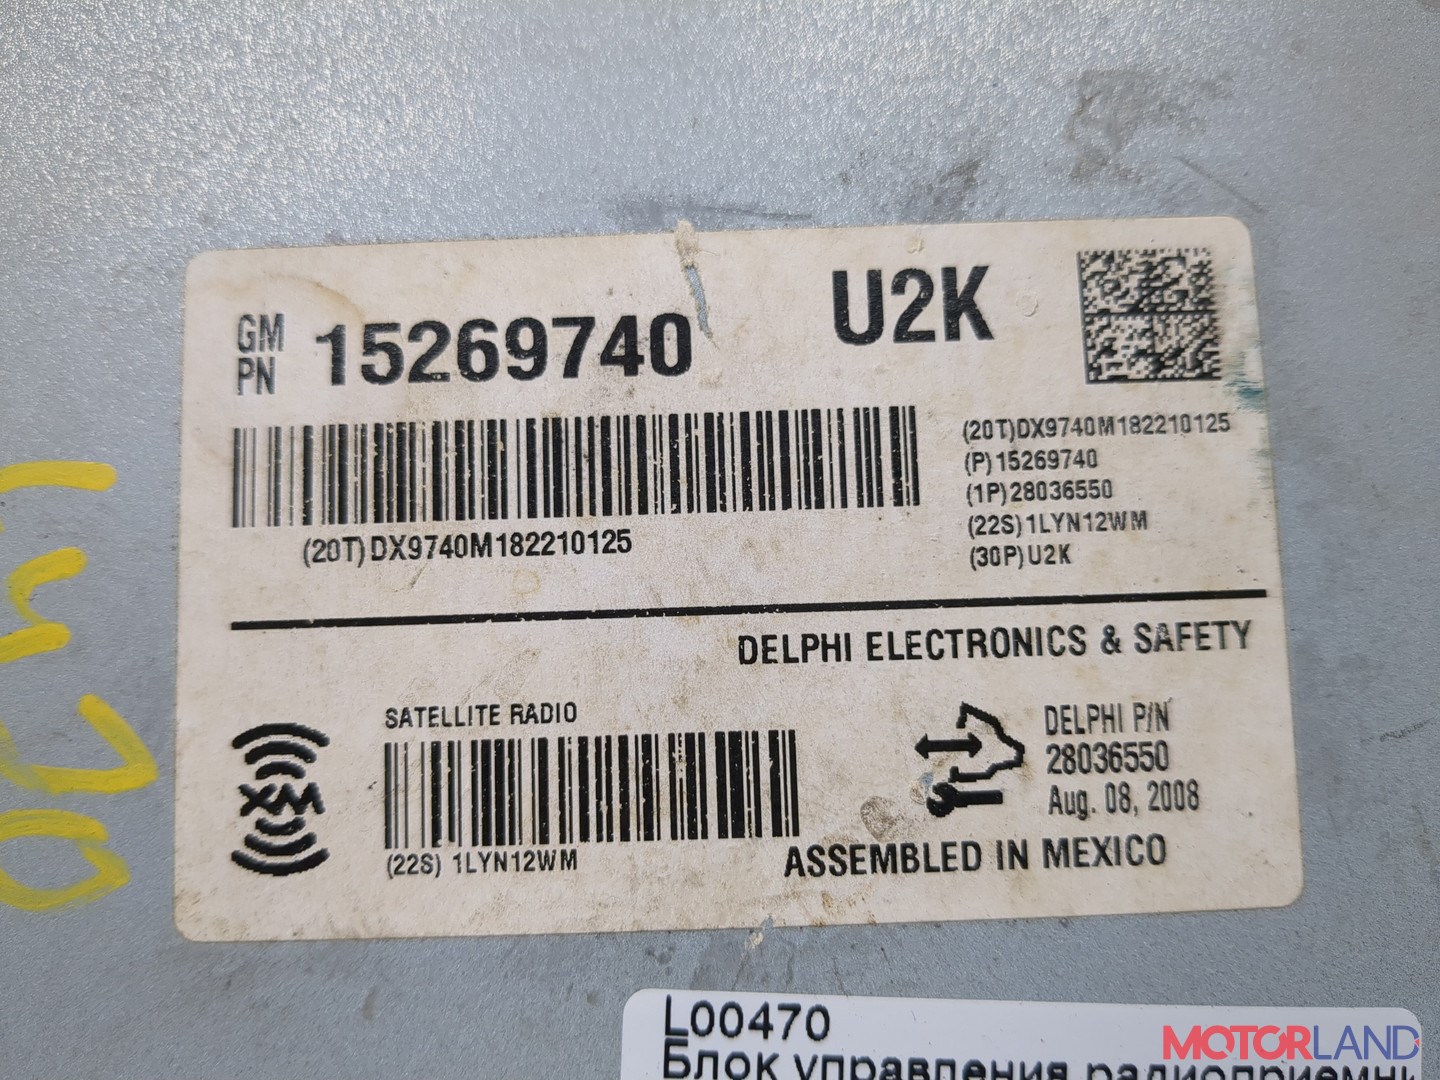 GM
PN
15269740
U2K
(20T)DX9740M182210125
(20T)DX9740M182210125
(P)15269740
(1P)28036550
(22S)1LYN12WM
(30P)U2K
DELPHI ELECTRONICS & SAFETY
SATELLITE RADIO
XM
(22S) 1LYN12WM
DELPHI P/N
28036550
Aug. 08, 2008
ASSEMBLED IN MEXICO
L00470
Блок управления
MOTORLAND